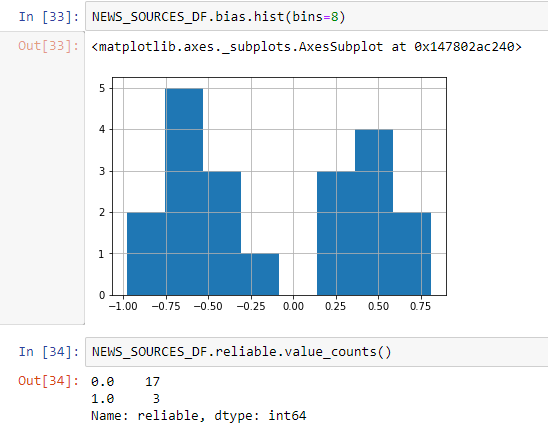 In [33]: NEWS_SOURCES_DF.bias.hist(bins=8)
Out[33]: <matplotlib.axes._subplots.AxesSubplot at 0x147802ac240>
5
4
3
2
1
0
−1.00 −0.75 −0.50 −0.25 0.00 0.25 0.50 0.75
In [34]: NEWS_SOURCES_DF.reliable.value_counts()
Out[34]: 0.0    17
1.0     3
Name: reliable, dtype: int64